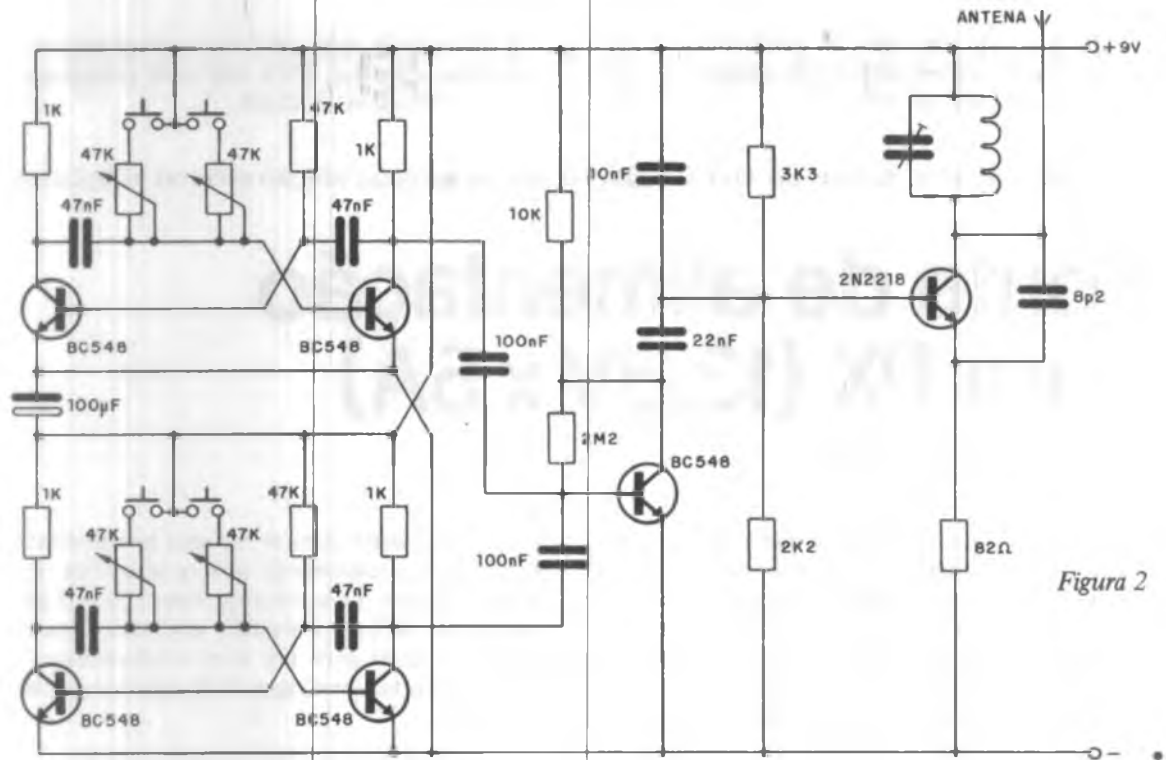 ANTENA
+9V
1K
47K
1K
47K
47K
47nF
47nF
10nF
3K3
10K
2N2218
8p2
BC548
BC548
100nF
22nF
100µF
2M2
BC548
1K
47K
1K
47K
47K
100nF
2K2
82Ω
47nF
47nF
Figura 2
BC548
BC548
-